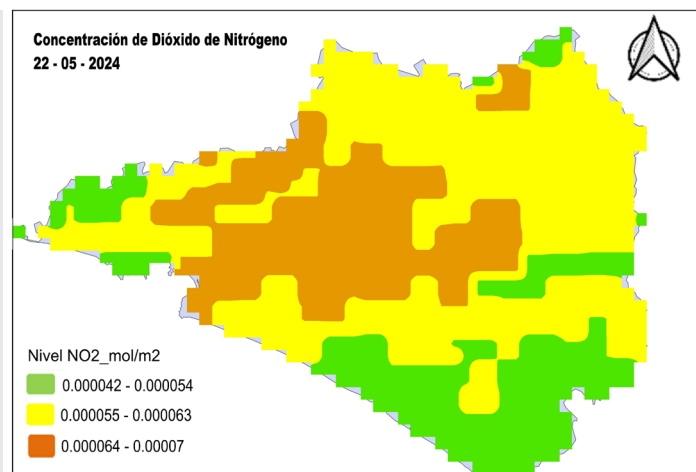 Concentración de Dióxido de Nitrógeno
22 - 05 - 2024
Nivel NO2_mol/m2
0.000042 - 0.000054
0.000055 - 0.000063
0.000064 - 0.00007